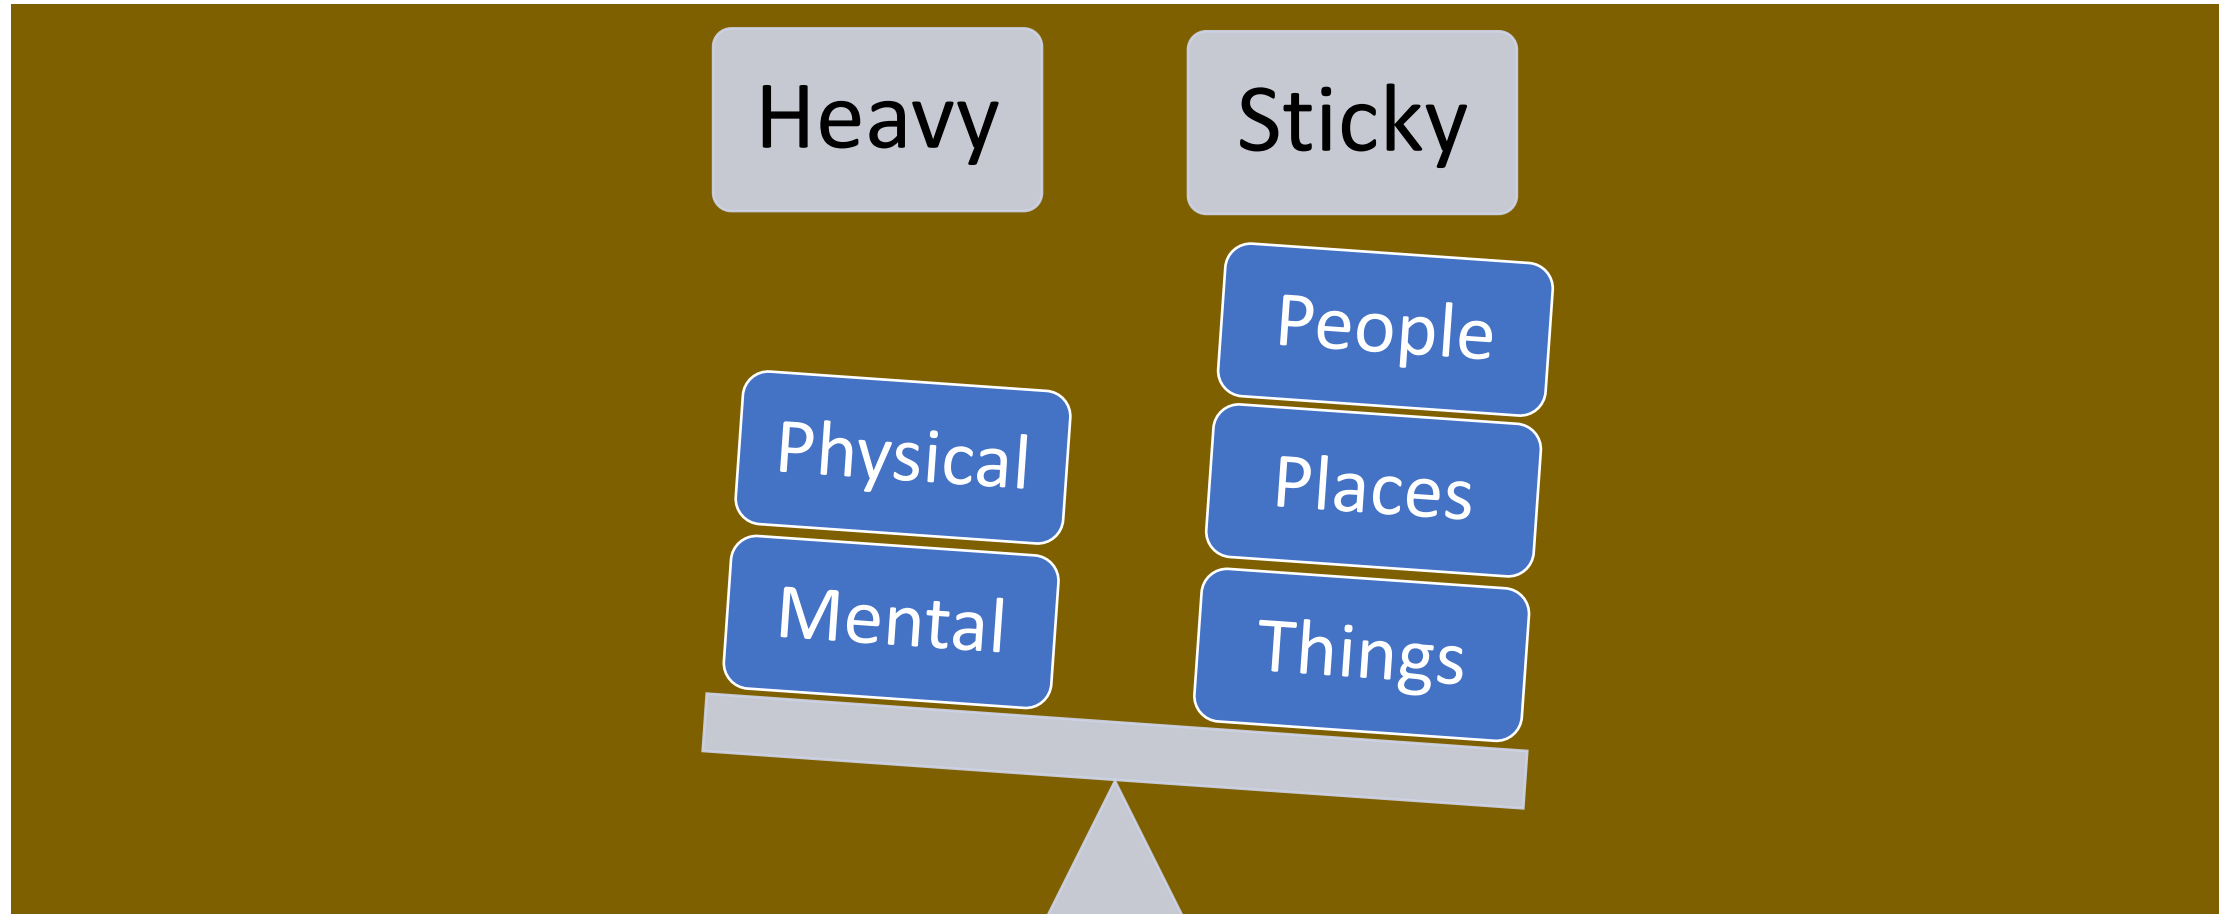 Heavy
Sticky
People
Physical
Places
Mental
Things